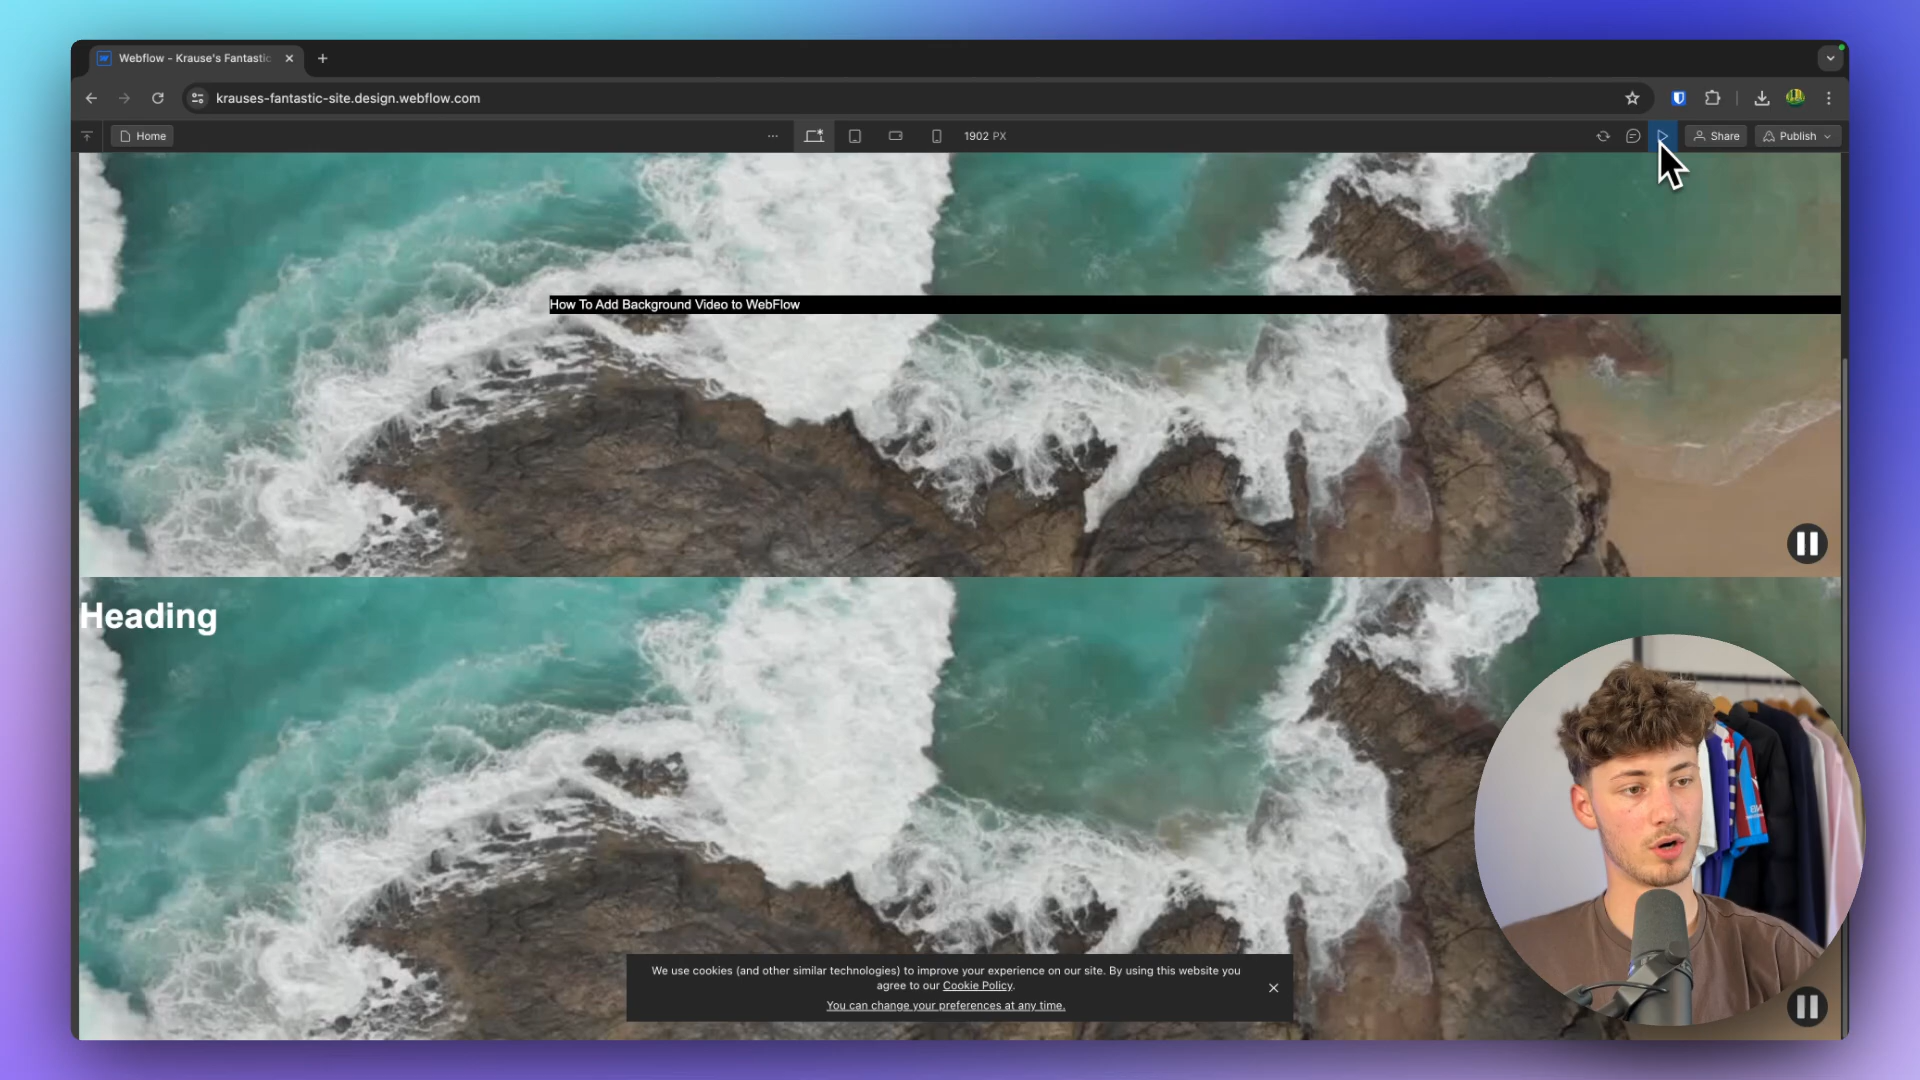 Webflow - Krause's Fantastic
krauses-fantastic-site.design.webflow.com
Home
1902 PX
Share
Publish
How To Add Background Video to WebFlow
Heading
We use cookies (and other similar technologies) to improve your experience on our site. By using this website you
agree to our Cookie Policy.
You can change your preferences at any time.